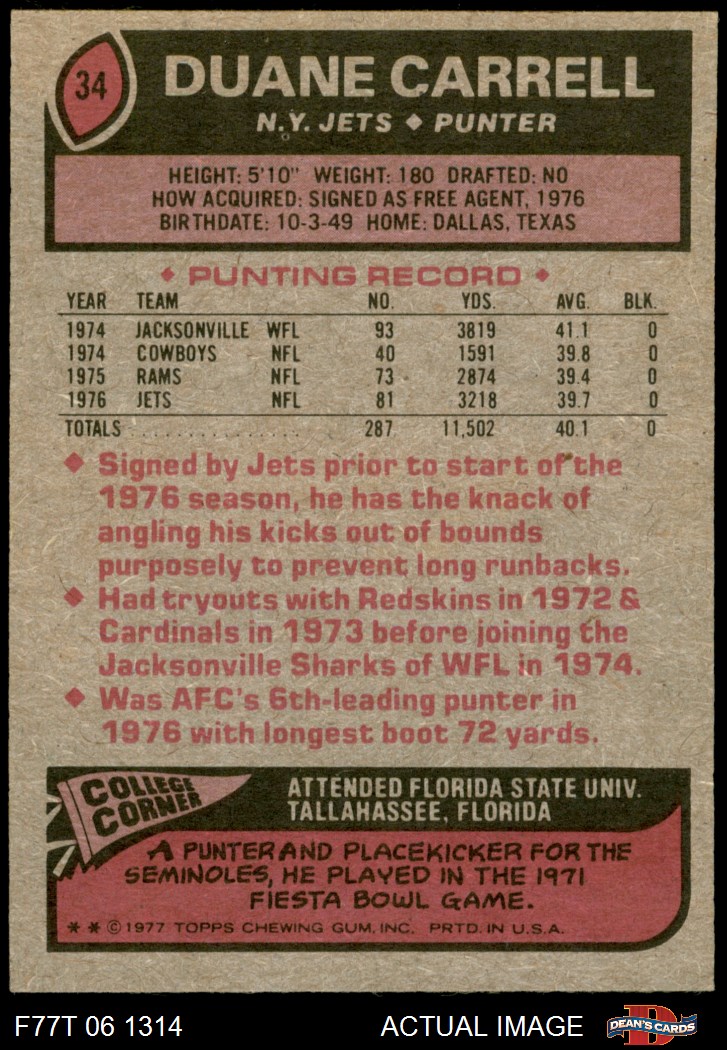 34
DUANE CARRELL
N.Y. JETS ◆ PUNTER
HEIGHT: 5'10" WEIGHT: 180 DRAFTED: NO
HOW ACQUIRED: SIGNED AS FREE AGENT, 1976
BIRTHDATE: 10-3-49 HOME: DALLAS, TEXAS
◆ PUNTING RECORD ◆
YEAR TEAM NO. YDS. AVG. BLK.
1974 JACKSONVILLE WFL 93 3819 41.1 0
1974 COWBOYS NFL 40 1591 39.8 0
1975 RAMS NFL 73 2874 39.4 0
1976 JETS NFL 81 3218 39.7 0
TOTALS . . . . . . . . . . . . . . . . . 287 11,502 40.1 0
◆ Signed by Jets prior to start of the
1976 season, he has the knack of
angling his kicks out of bounds
purposely to prevent long runbacks.
◆ Had tryouts with Redskins in 1972 &
Cardinals in 1973 before joining the
Jacksonville Sharks of WFL in 1974.
◆ Was AFC's 6th-leading punter in
1976 with longest boot 72 yards.
COLLEGE
CORNER
ATTENDED FLORIDA STATE UNIV.
TALLAHASSEE, FLORIDA
A PUNTER AND PLACEKICKER FOR THE
SEMINOLES, HE PLAYED IN THE 1971
FIESTA BOWL GAME.
* * © 1977 TOPPS CHEWING GUM, INC. PRTD. IN U.S.A.
F77T 06 1314 ACTUAL IMAGE
D
DEAN'S CARDS